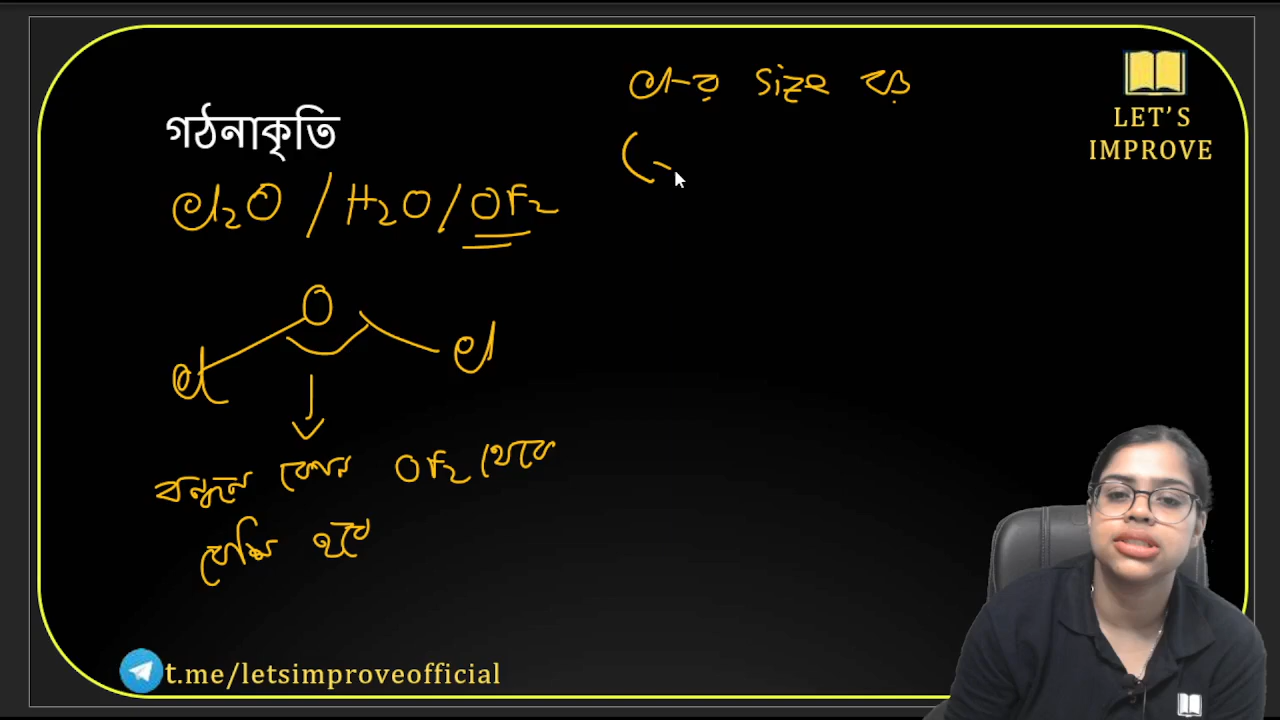 গঠনাকৃতি
Cl₂O / H₂O / OF₂
O
Cl Cl
বন্ধন কোন OF₂ থেকে
বেশি হবে
Cl-র size বড়
LET'S
IMPROVE
t.me/letsimproveofficial